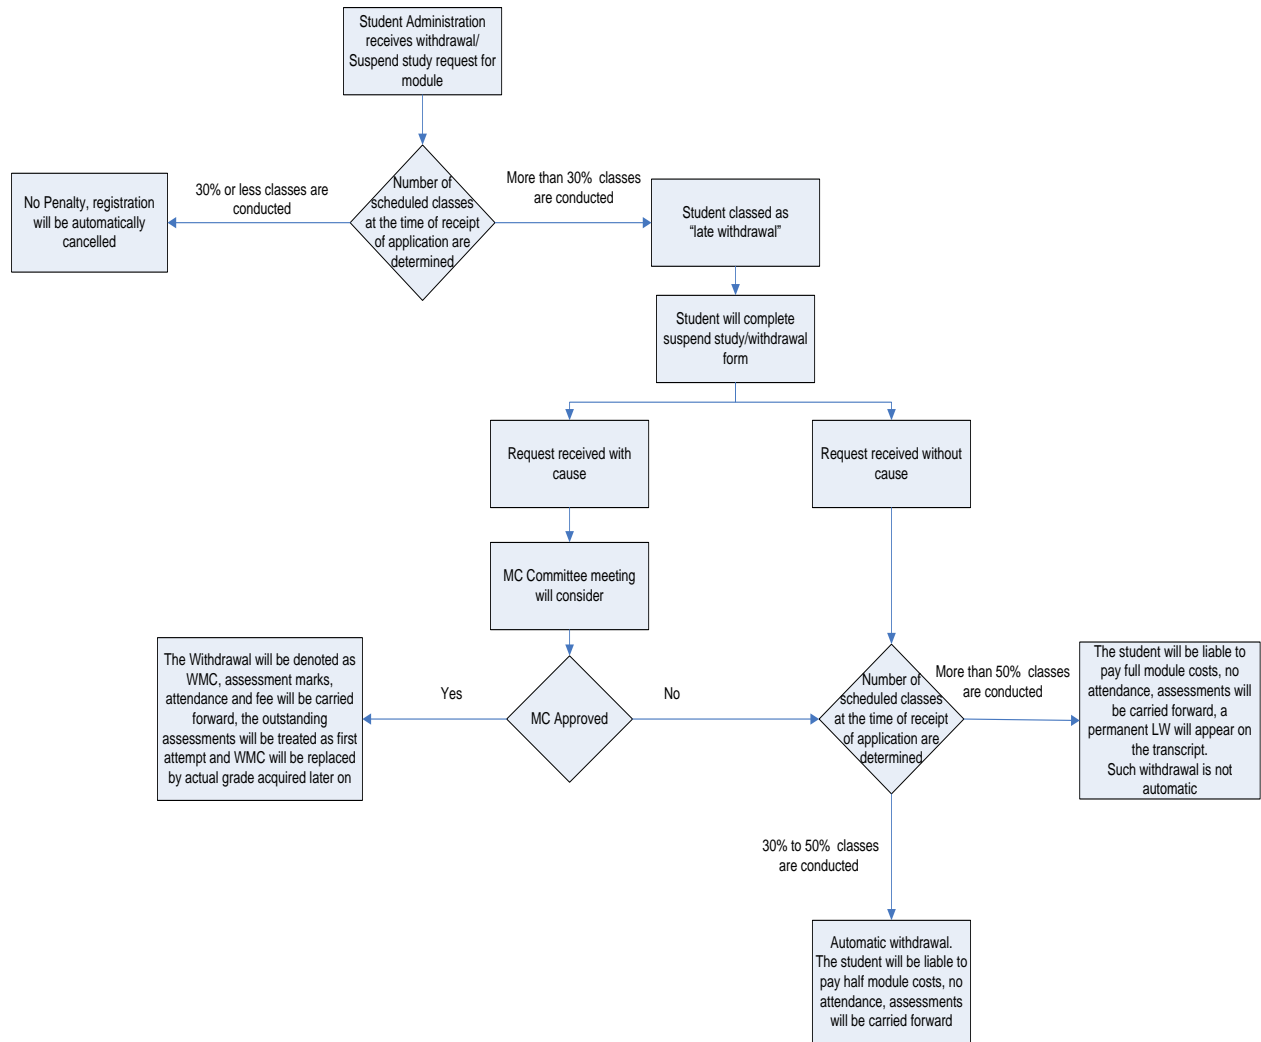 Student Administration
receives withdrawal/
Suspend study request for
module
Number of
scheduled classes
at the time of receipt
of application are
determined
30% or less classes are
conducted
No Penalty, registration
will be automatically
cancelled
More than 30%  classes
are conducted
Student classed as
“late withdrawal”
Student will complete
suspend study/withdrawal
form
Request received with
cause
Request received without
cause
MC Committee meeting
will consider
MC Approved
Yes
The Withdrawal will be denoted as
WMC, assessment marks,
attendance and fee will be carried
forward, the outstanding
assessments will be treated as first
attempt and WMC will be replaced
by actual grade acquired later on
No
Number of
scheduled classes
at the time of receipt
of application are
determined
More than 50%  classes
are conducted
The student will be liable to
pay full module costs, no
attendance, assessments will
be carried forward, a
permanent LW will appear on
the transcript.
Such withdrawal is not
automatic
30% to 50%  classes
are conducted
Automatic withdrawal.
The student will be liable to
pay half module costs, no
attendance, assessments
will be carried forward